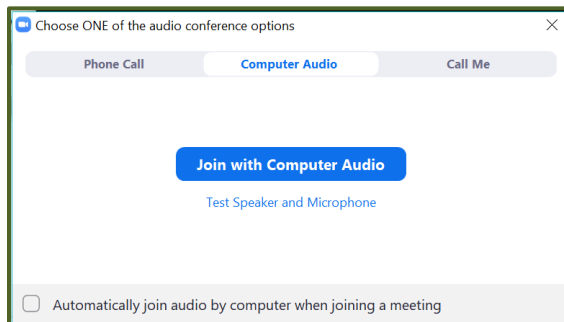 Choose ONE of the audio conference options
Phone Call Computer Audio Call Me
Join with Computer Audio
Test Speaker and Microphone
Automatically join audio by computer when joining a meeting